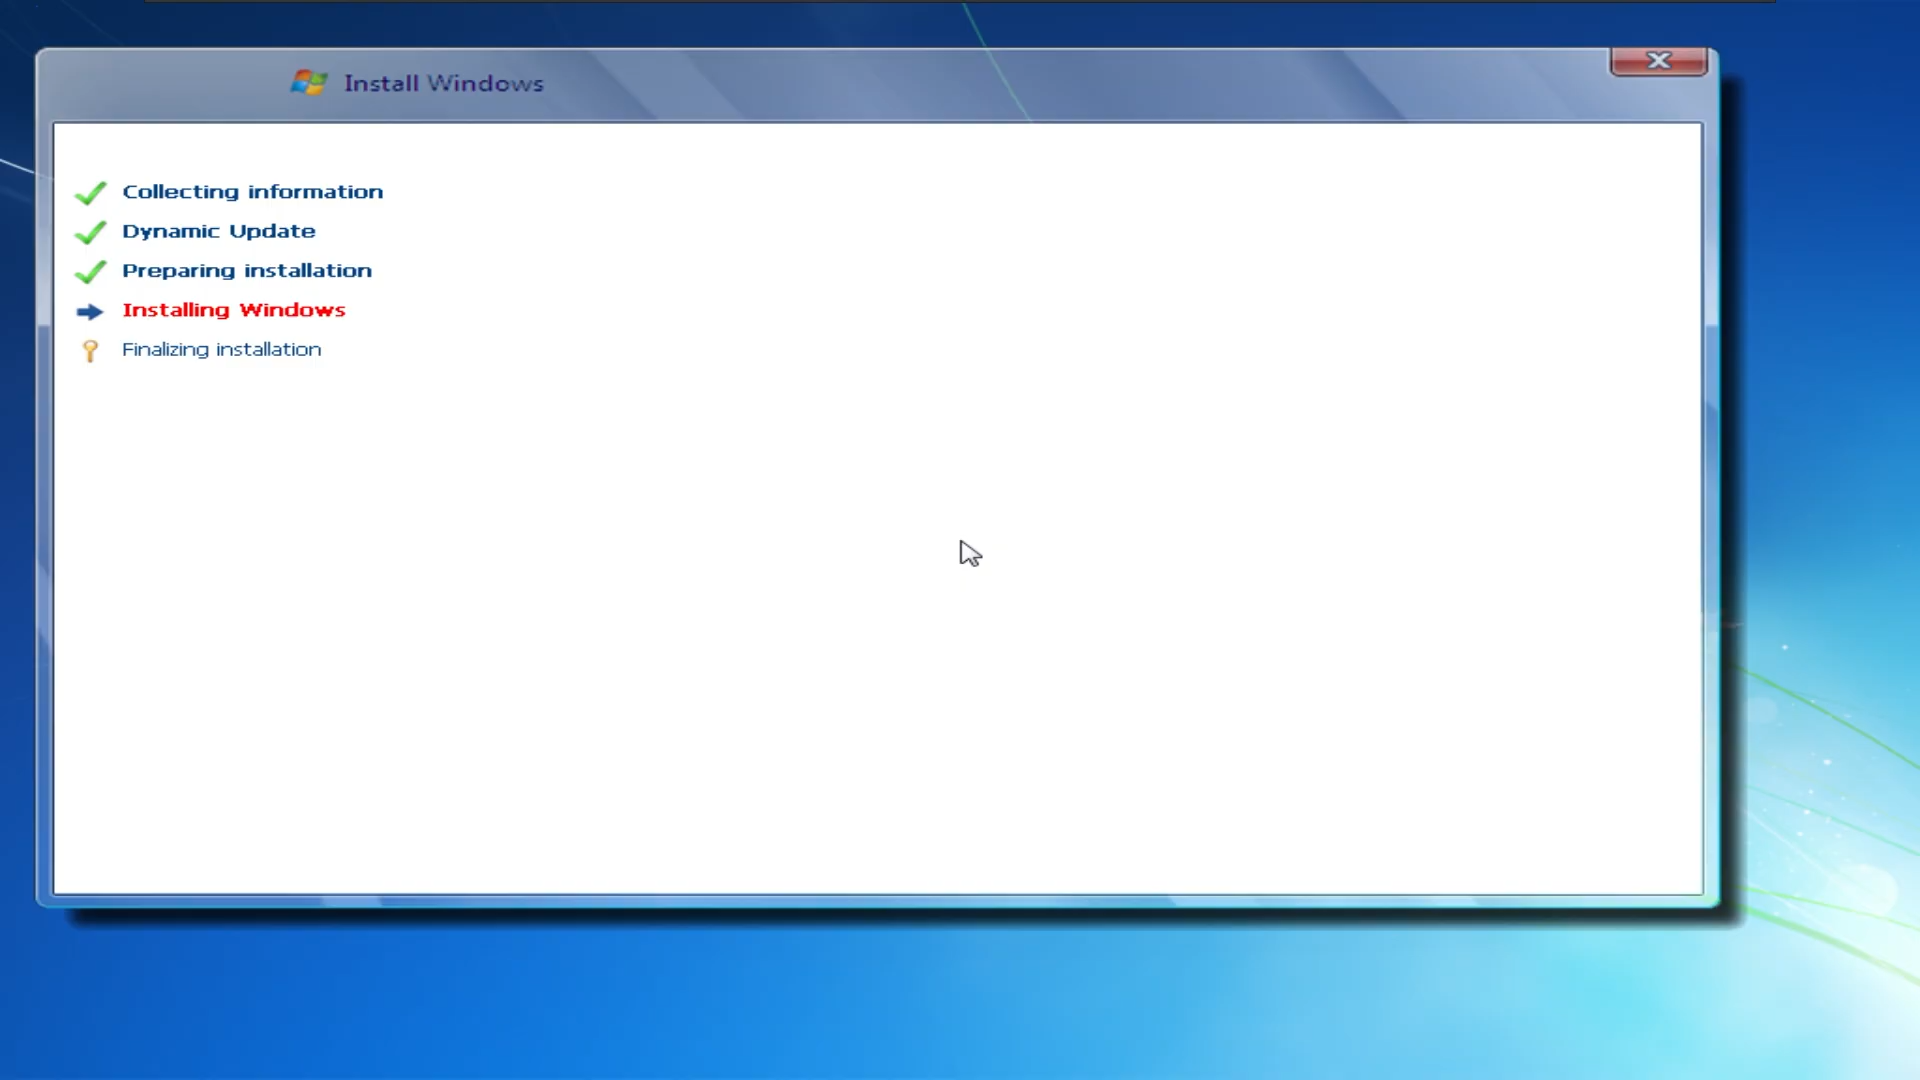 Install Windows
Collecting information
Dynamic Update
Preparing installation
Installing Windows
Finalizing installation